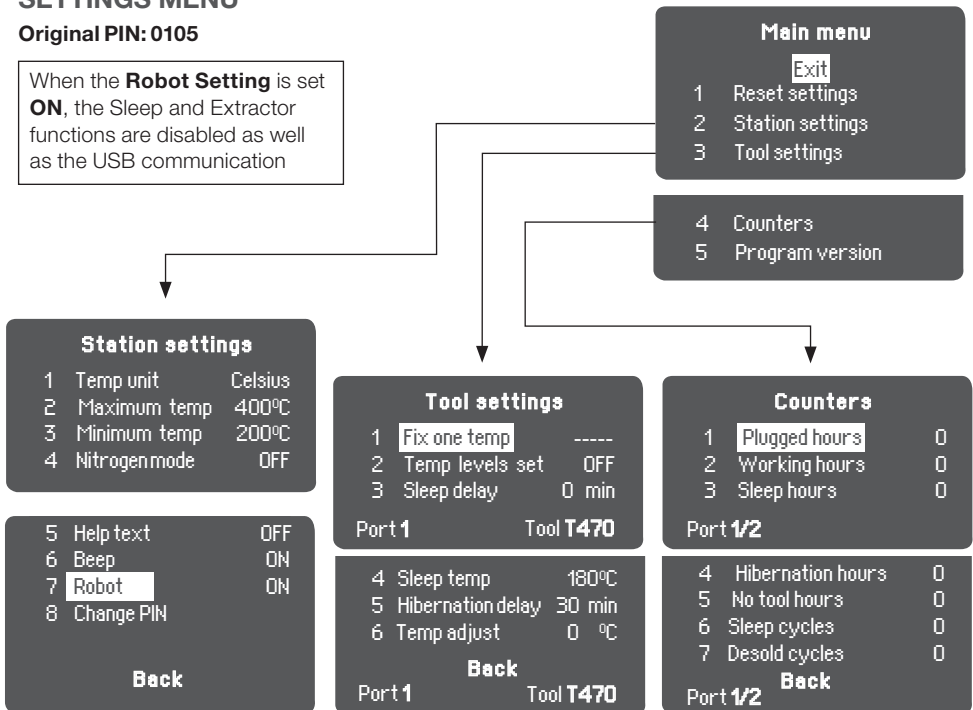 SETTINGS MENU
Original PIN: 0105
When the Robot Setting is set
ON, the Sleep and Extractor
functions are disabled as well
as the USB communication
Main menu
Exit
1 Reset settings
2 Station settings
3 Tool settings
4 Counters
5 Program version
Station settings
1 Temp unit Celsius
2 Maximum temp 400ºC
3 Minimum temp 200ºC
4 Nitrogen mode OFF
5 Help text OFF
6 Beep ON
7 Robot ON
8 Change PIN
Back
Tool settings
1 Fix one temp -----
2 Temp levels set OFF
3 Sleep delay 0 min
Port 1 Tool T470
4 Sleep temp 180ºC
5 Hibernation delay 30 min
6 Temp adjust 0 ºC
Back
Port 1 Tool T470
Counters
1 Plugged hours 0
2 Working hours 0
3 Sleep hours 0
Port 1/2
4 Hibernation hours 0
5 No tool hours 0
6 Sleep cycles 0
7 Desold cycles 0
Back
Port 1/2